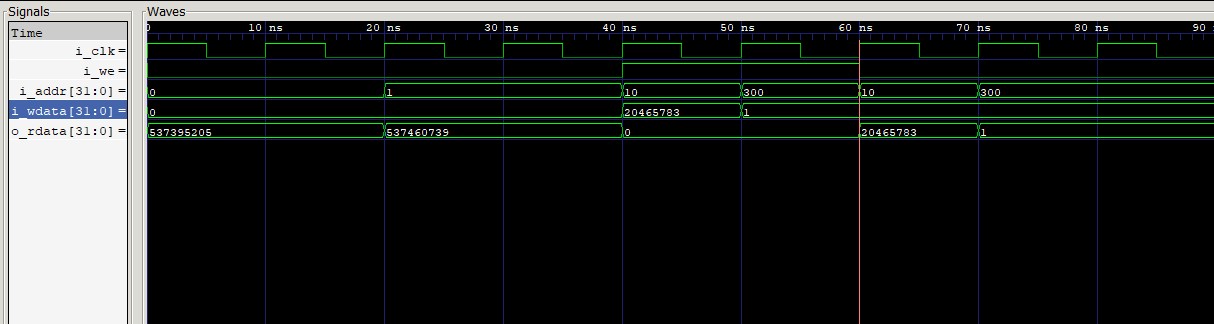 Signals
Waves
Time
0 10 ns 20 ns 30 ns 40 ns 50 ns 60 ns 70 ns 80 ns 90
i_clk=
i_we=
i_addr[31:0]= 0 1 10 300 10 300
i_wdata[31:0]= 0 20465783 1
o_rdata[31:0]= 537395205 537460739 0 20465783 1